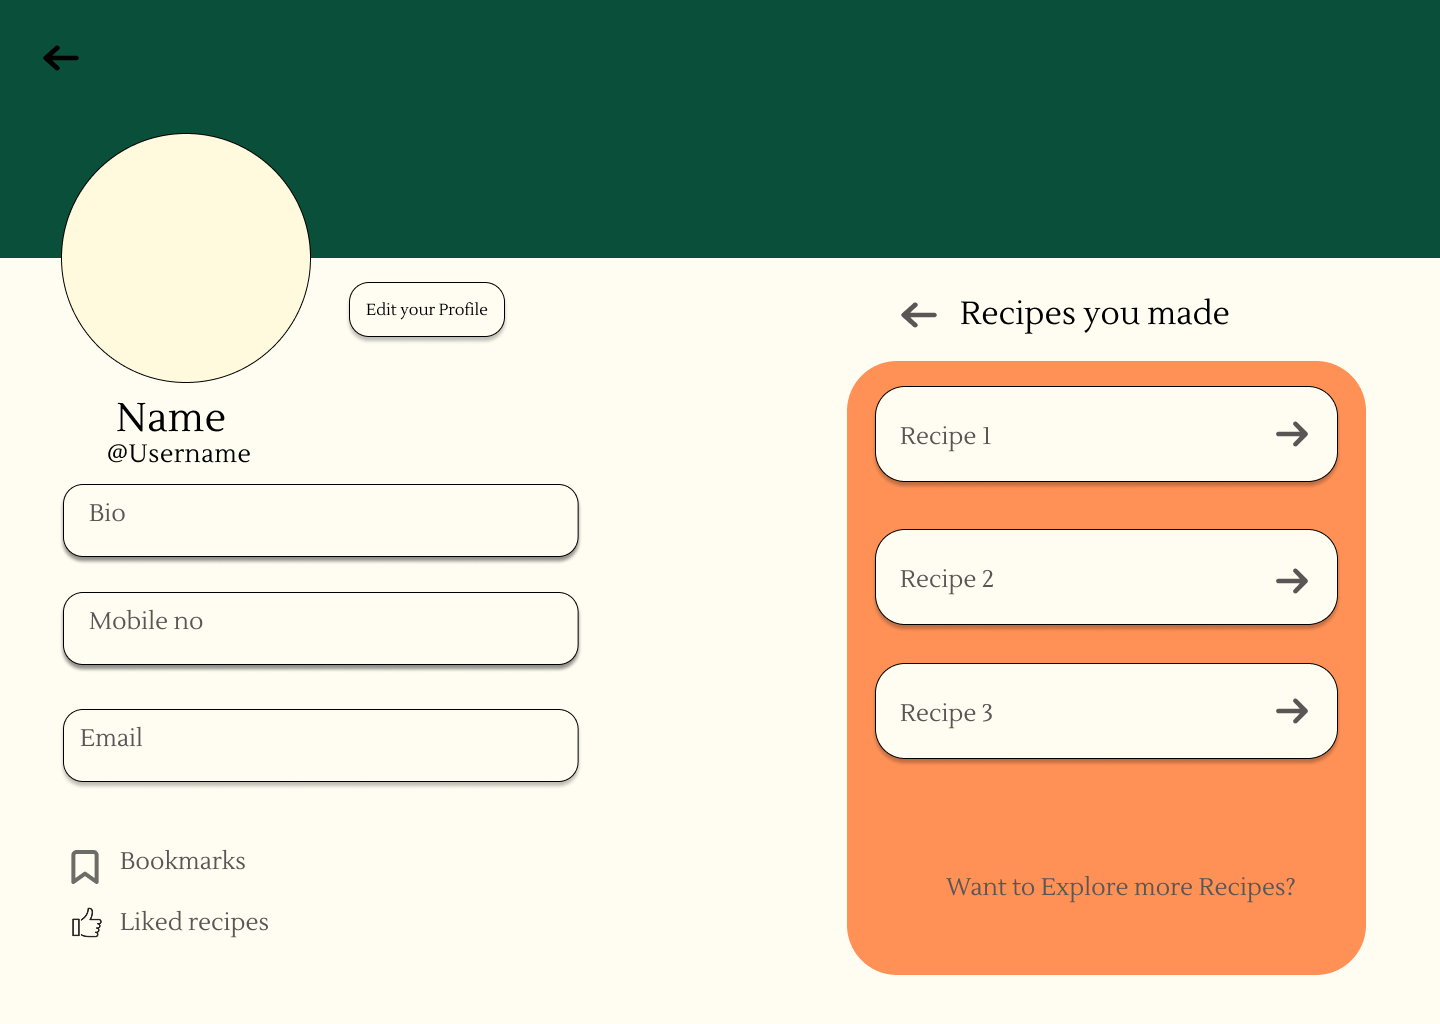 Edit your Profile
Name
@Username
Bio
Mobile no
Email
Bookmarks
Liked recipes
Recipes you made
Recipe 1
Recipe 2
Recipe 3
Want to Explore more Recipes?